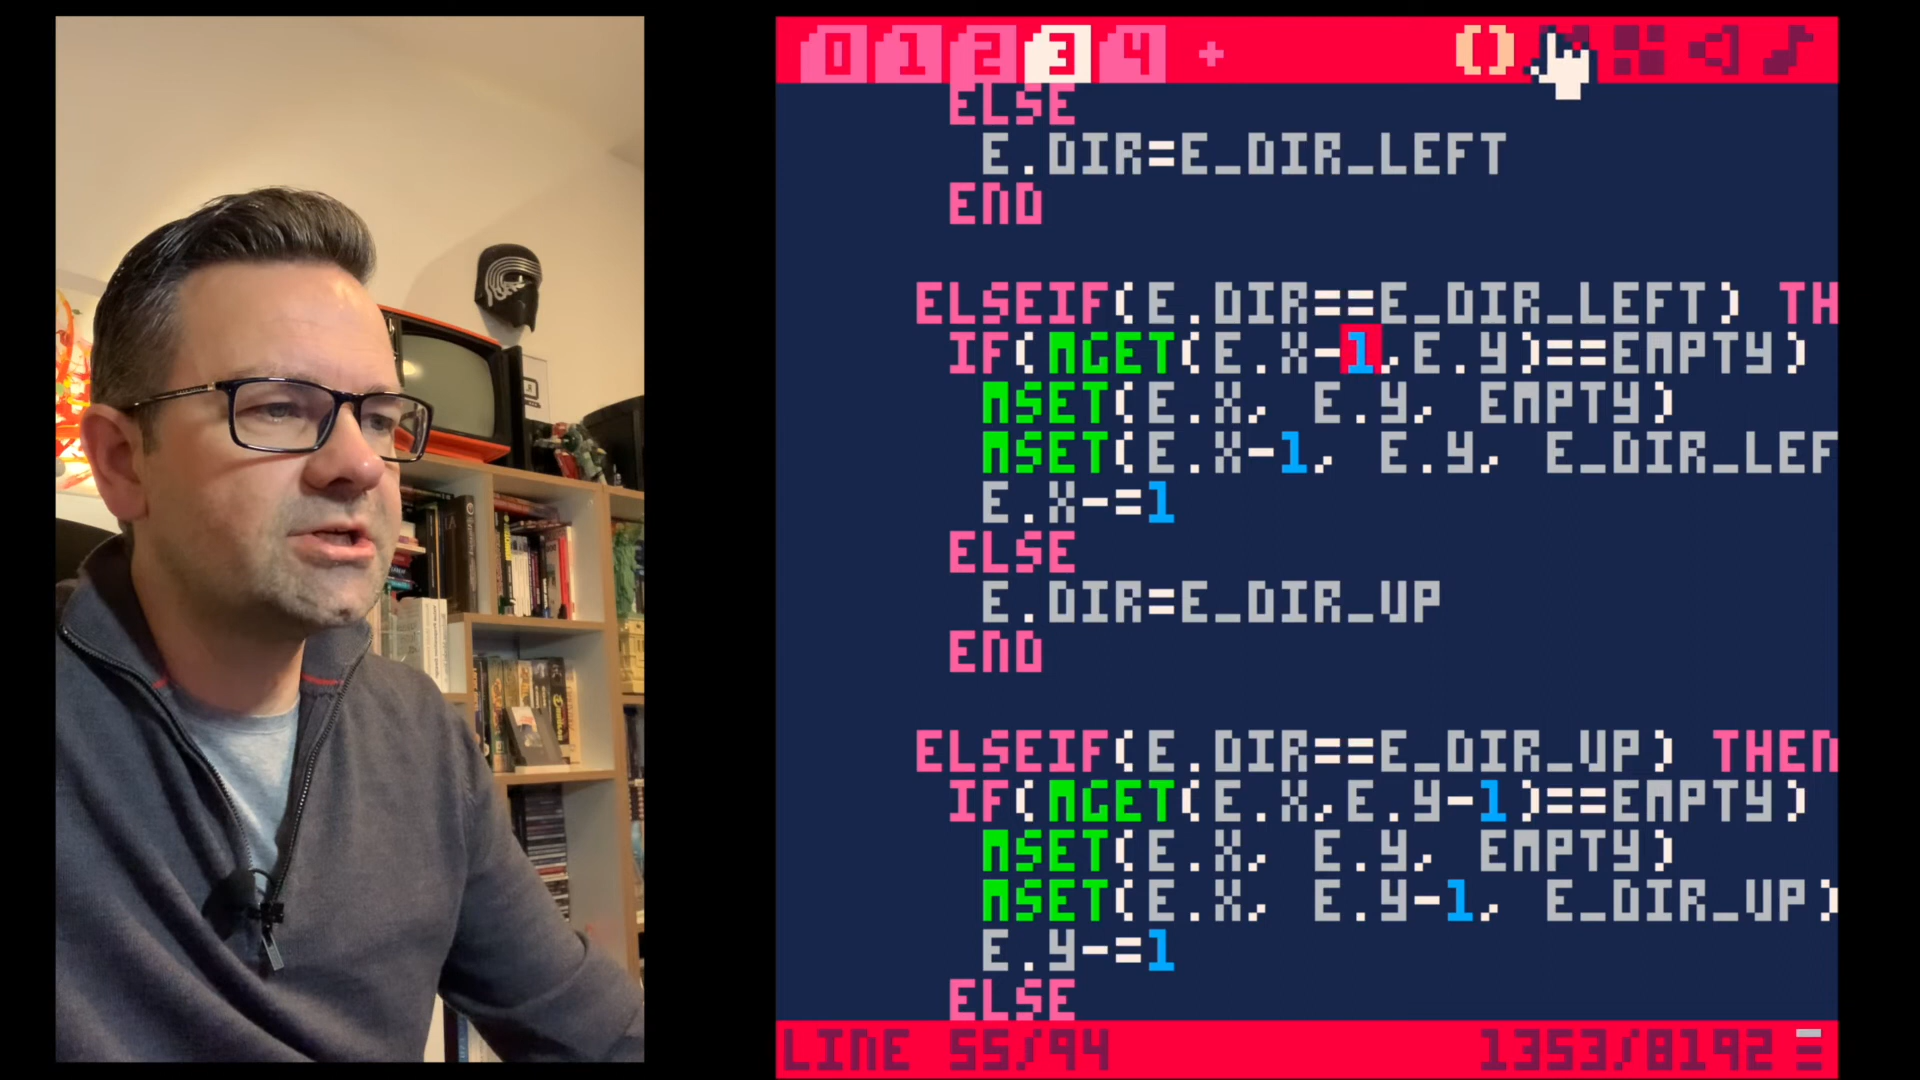 0 1 2 3 4 +
ELSE
E.DIR=E_DIR_LEFT
END
ELSEIF(E.DIR==E_DIR_LEFT) TH
IF(MGET(E.X-1,E.Y)==EMPTY)
MSET(E.X, E.Y, EMPTY)
MSET(E.X-1, E.Y, E_DIR_LEF
E.X-=1
ELSE
E.DIR=E_DIR_UP
END
ELSEIF(E.DIR==E_DIR_UP) THEN
IF(MGET(E.X,E.Y-1)==EMPTY)
MSET(E.X, E.Y, EMPTY)
MSET(E.X, E.Y-1, E_DIR_UP)
E.Y-=1
ELSE
LINE 55/94
1353/8192